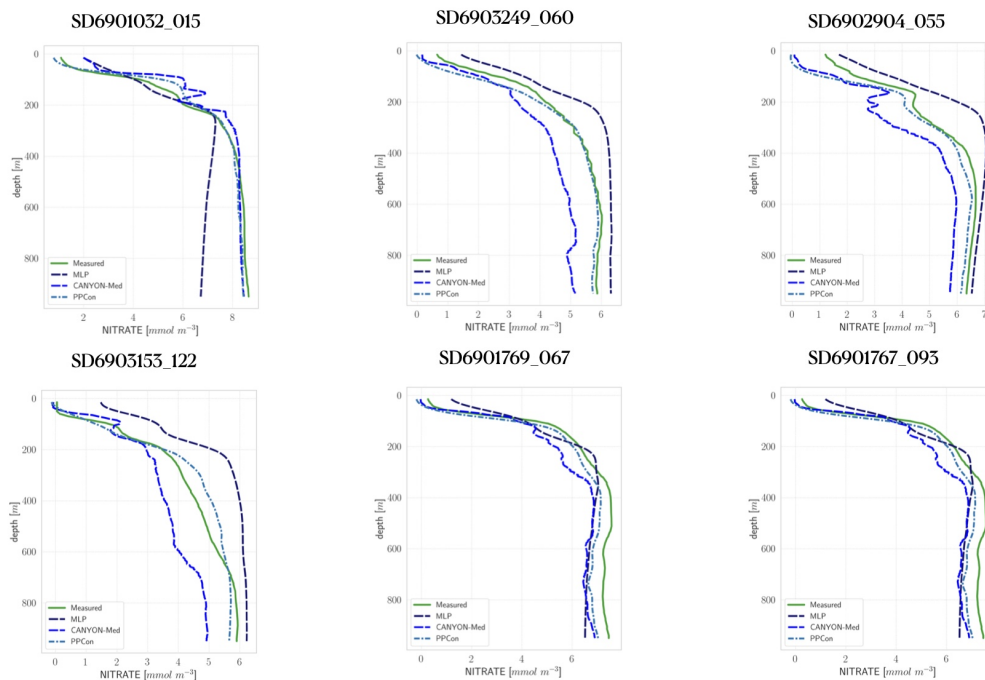 SD6901032_015
SD6903249_060
SD6902904_055
0
200
400
600
800
depth [m]
Measured
MLP
CANYON-Med
PPCon
2
4
6
8
NITRATE [mmol m⁻³]
0
200
400
600
800
depth [m]
Measured
MLP
CANYON-Med
PPCon
0
1
2
3
4
5
6
NITRATE [mmol m⁻³]
0
200
400
600
800
depth [m]
Measured
MLP
CANYON-Med
PPCon
0
1
2
3
4
5
6
7
NITRATE [mmol m⁻³]
SD6903153_122
SD6901769_067
SD6901767_093
0
200
400
600
800
depth [m]
Measured
MLP
CANYON-Med
PPCon
0
1
2
3
4
5
6
NITRATE [mmol m⁻³]
0
200
400
600
800
depth [m]
Measured
MLP
CANYON-Med
PPCon
0
2
4
6
NITRATE [mmol m⁻³]
0
200
400
600
800
depth [m]
Measured
MLP
CANYON-Med
PPCon
0
2
4
6
NITRATE [mmol m⁻³]